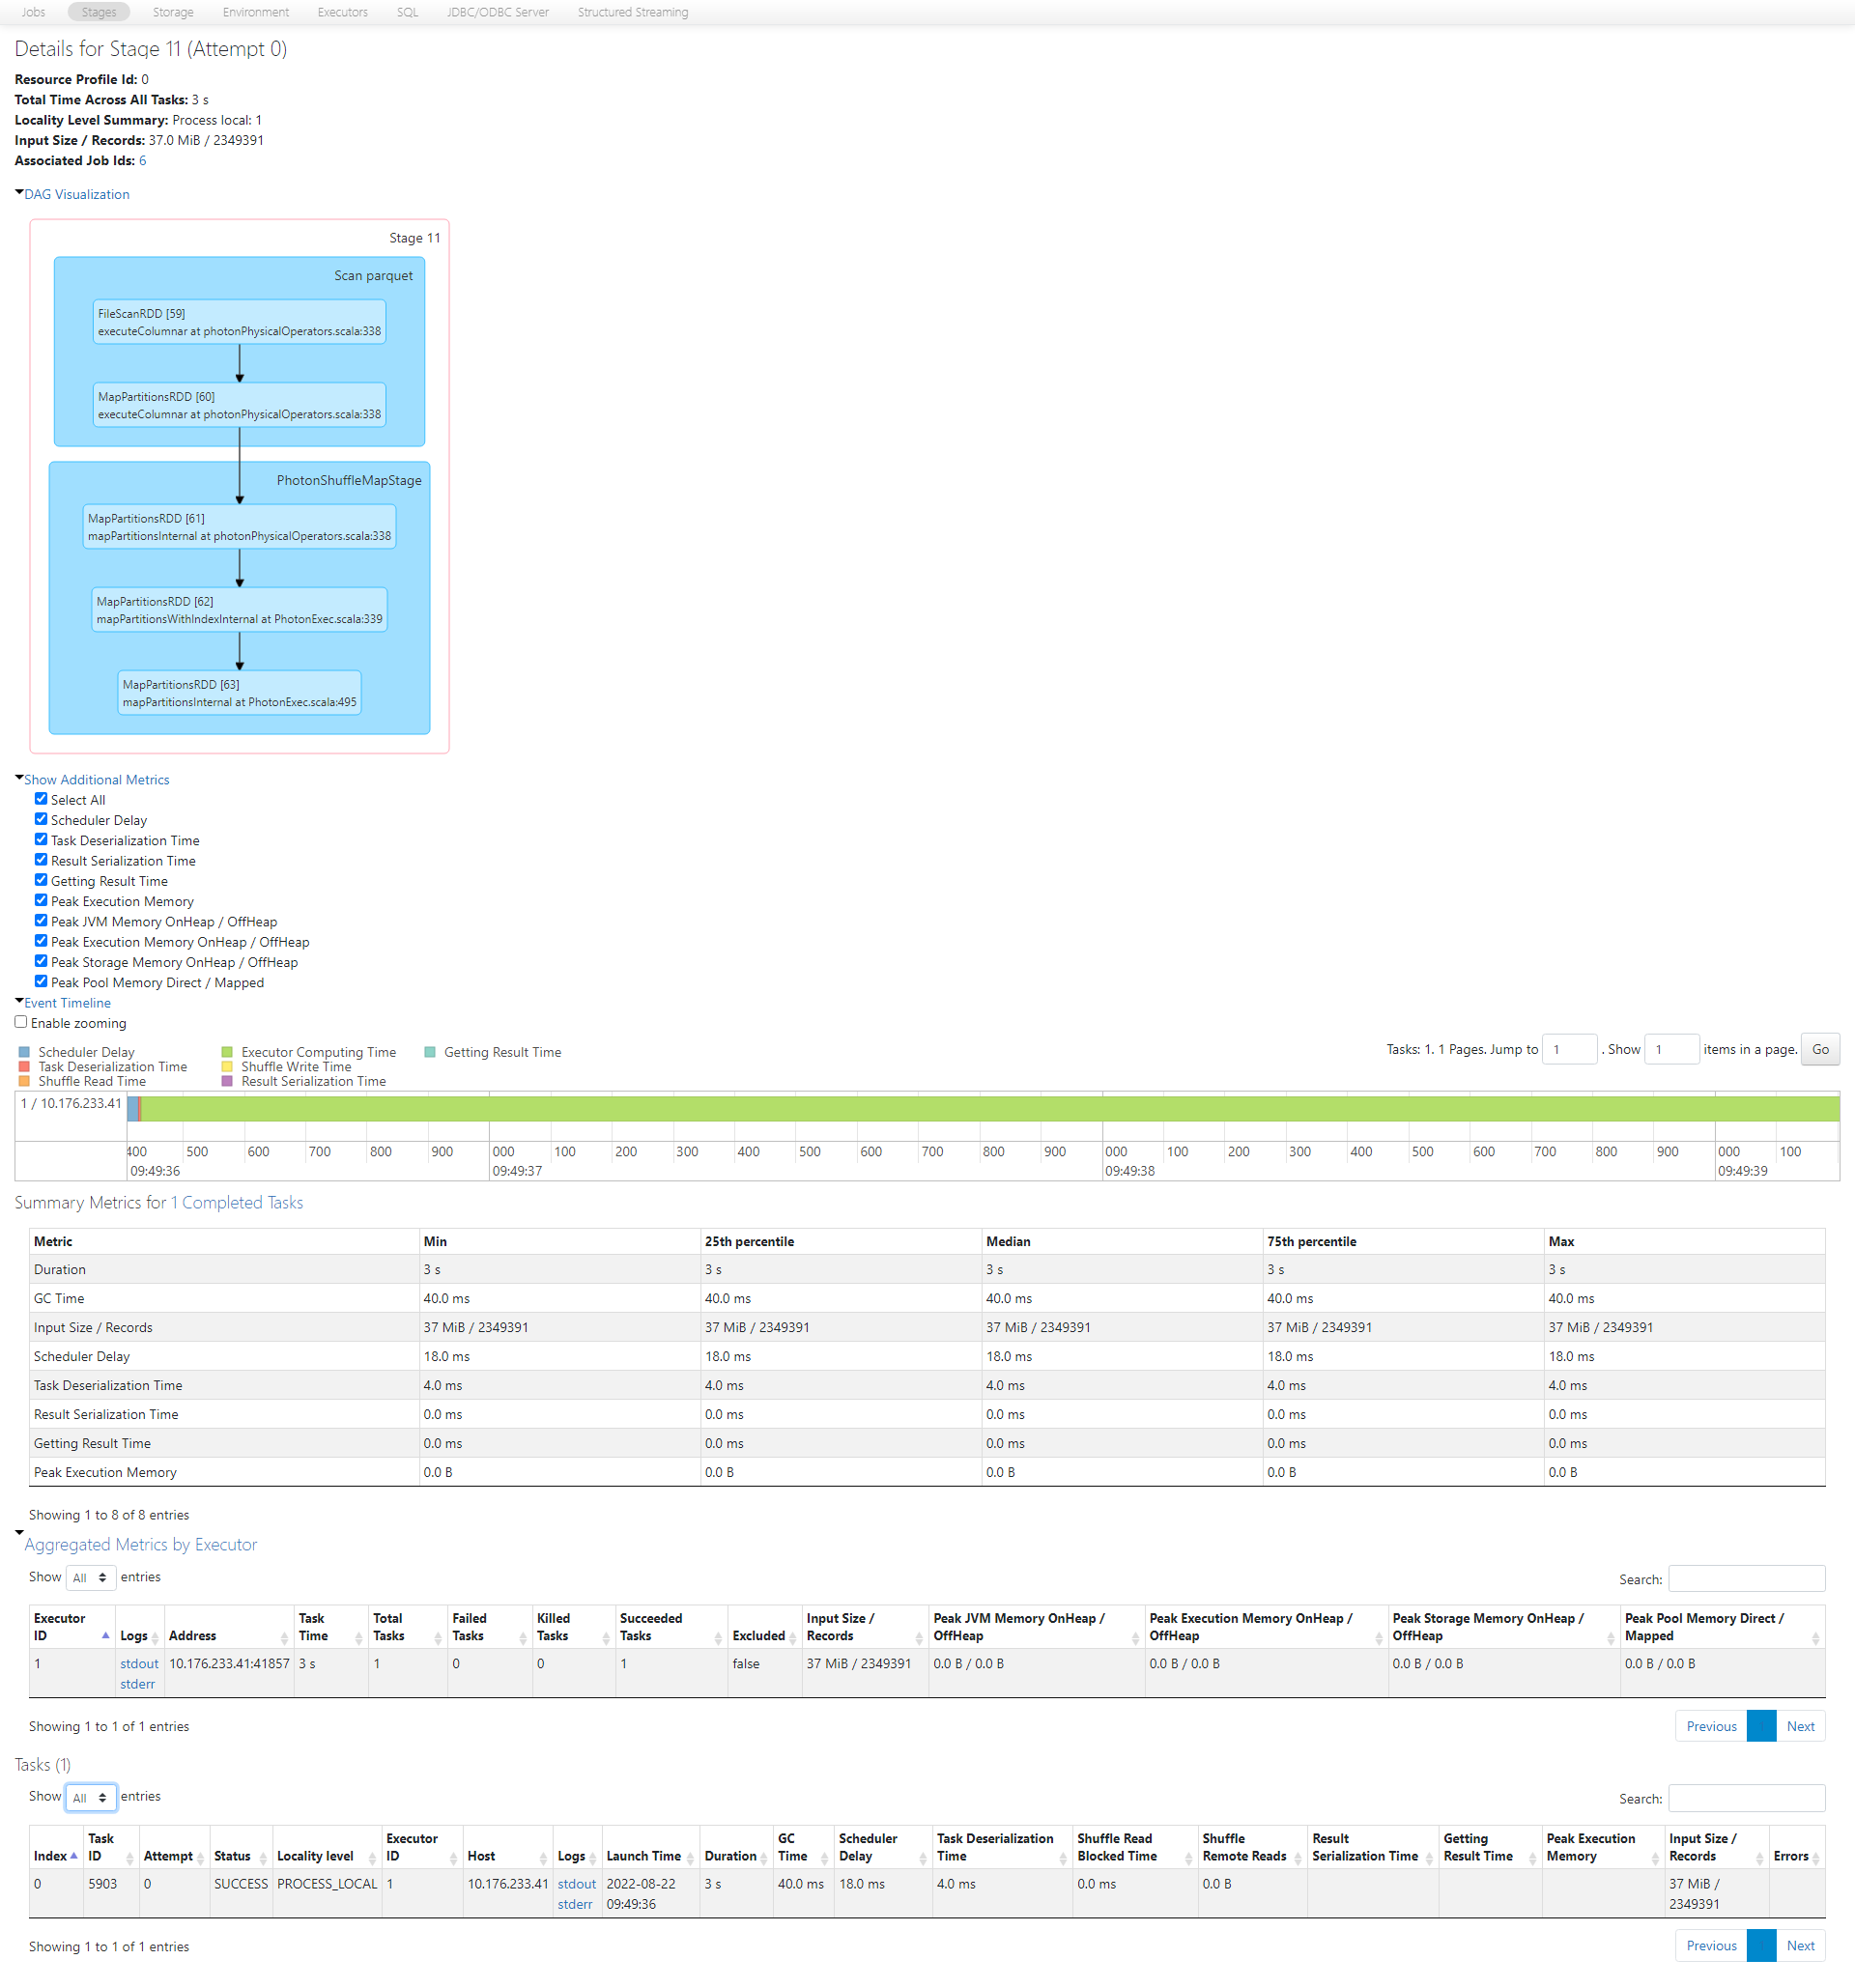 Jobs Stages Storage Environment Executors SQL JDBC/ODBC Server Structured Streaming
Details for Stage 11 (Attempt 0)
Resource Profile Id: 0
Total Time Across All Tasks: 3 s
Locality Level Summary: Process local: 1
Input Size / Records: 37.0 MiB / 2349391
Associated Job Ids: 6
DAG Visualization
Stage 11
Scan parquet
FileScanRDD [59]
executeColumnar at photonPhysicalOperators.scala:338
MapPartitionsRDD [60]
executeColumnar at photonPhysicalOperators.scala:338
PhotonShuffleMapStage
MapPartitionsRDD [61]
mapPartitionsInternal at photonPhysicalOperators.scala:338
MapPartitionsRDD [62]
mapPartitionsWithIndexInternal at PhotonExec.scala:339
MapPartitionsRDD [63]
mapPartitionsInternal at PhotonExec.scala:495
Show Additional Metrics
Select All
Scheduler Delay
Task Deserialization Time
Result Serialization Time
Getting Result Time
Peak Execution Memory
Peak JVM Memory OnHeap / OffHeap
Peak Execution Memory OnHeap / OffHeap
Peak Storage Memory OnHeap / OffHeap
Peak Pool Memory Direct / Mapped
Event Timeline
Enable zooming
Scheduler Delay Executor Computing Time Getting Result Time
Task Deserialization Time Shuffle Write Time
Shuffle Read Time Result Serialization Time
Tasks: 1. 1 Pages. Jump to 1 . Show 1 items in a page. Go
1 / 10.176.233.41
400 500 600 700 800 900 000 100 200 300 400 500 600 700 800 900 000 100 200 300 400 500 600 700 800 900 000 100
09:49:36 09:49:37 09:49:38 09:49:39
Summary Metrics for 1 Completed Tasks
Metric Min 25th percentile Median 75th percentile Max
Duration 3 s 3 s 3 s 3 s 3 s
GC Time 40.0 ms 40.0 ms 40.0 ms 40.0 ms 40.0 ms
Input Size / Records 37 MiB / 2349391 37 MiB / 2349391 37 MiB / 2349391 37 MiB / 2349391 37 MiB / 2349391
Scheduler Delay 18.0 ms 18.0 ms 18.0 ms 18.0 ms 18.0 ms
Task Deserialization Time 4.0 ms 4.0 ms 4.0 ms 4.0 ms 4.0 ms
Result Serialization Time 0.0 ms 0.0 ms 0.0 ms 0.0 ms 0.0 ms
Getting Result Time 0.0 ms 0.0 ms 0.0 ms 0.0 ms 0.0 ms
Peak Execution Memory 0.0 B 0.0 B 0.0 B 0.0 B 0.0 B
Showing 1 to 8 of 8 entries
Aggregated Metrics by Executor
Show All entries Search:
Executor ID Logs Address Task Time Total Tasks Failed Tasks Killed Tasks Succeeded Tasks Excluded Input Size / Records Peak JVM Memory OnHeap / OffHeap Peak Execution Memory OnHeap / OffHeap Peak Storage Memory OnHeap / OffHeap Peak Pool Memory Direct / Mapped
1 stdout 10.176.233.41:41857 3 s 1 0 0 1 false 37 MiB / 2349391 0.0 B / 0.0 B 0.0 B / 0.0 B 0.0 B / 0.0 B 0.0 B / 0.0 B
stderr
Showing 1 to 1 of 1 entries Previous Next
Tasks (1)
Show All entries Search:
Index Task ID Attempt Status Locality level Executor ID Host Logs Launch Time Duration GC Time Scheduler Delay Task Deserialization Time Shuffle Read Blocked Time Shuffle Remote Reads Result Serialization Time Getting Result Time Peak Execution Memory Input Size / Records Errors
0 5903 0 SUCCESS PROCESS_LOCAL 1 10.176.233.41 stdout 2022-08-22 3 s 40.0 ms 18.0 ms 4.0 ms 0.0 ms 0.0 B 37 MiB /
stderr 09:49:36 2349391
Showing 1 to 1 of 1 entries Previous Next